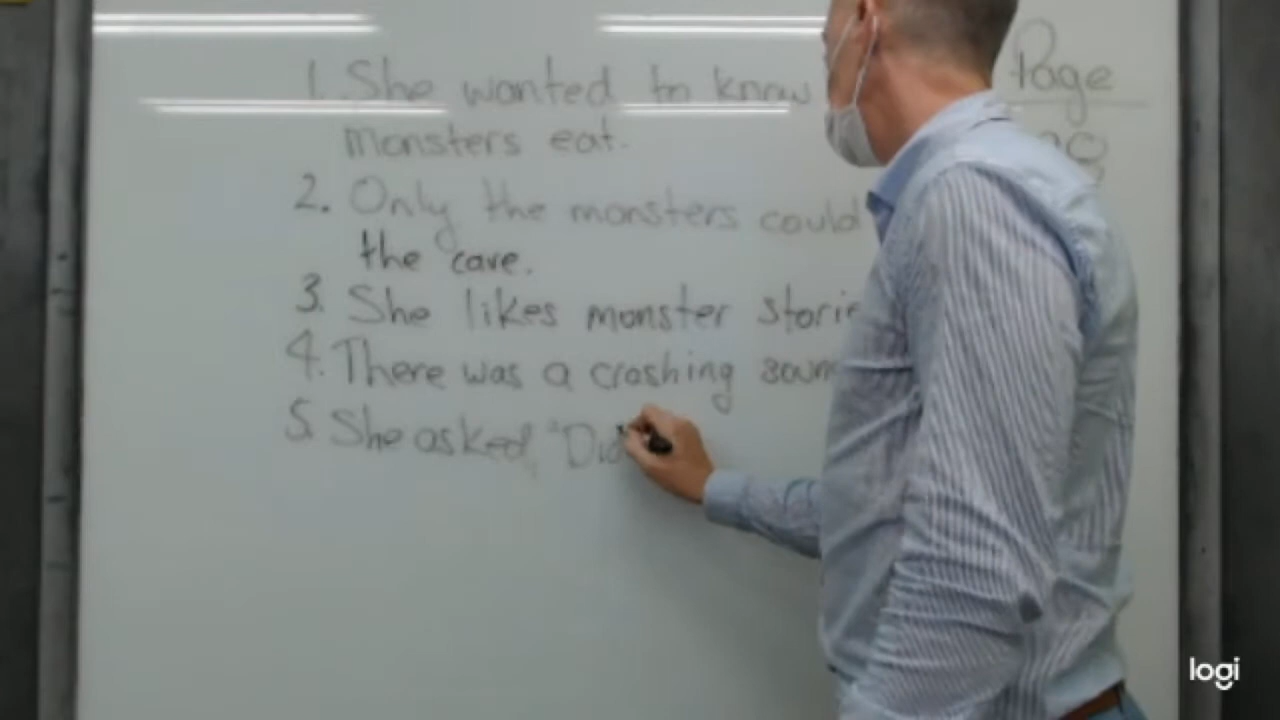 1. She wanted to know
monsters eat.
2. Only the monsters could
the cave.
3. She likes monster
4. There was a crashing
5. She asked, "Did
Page
logi